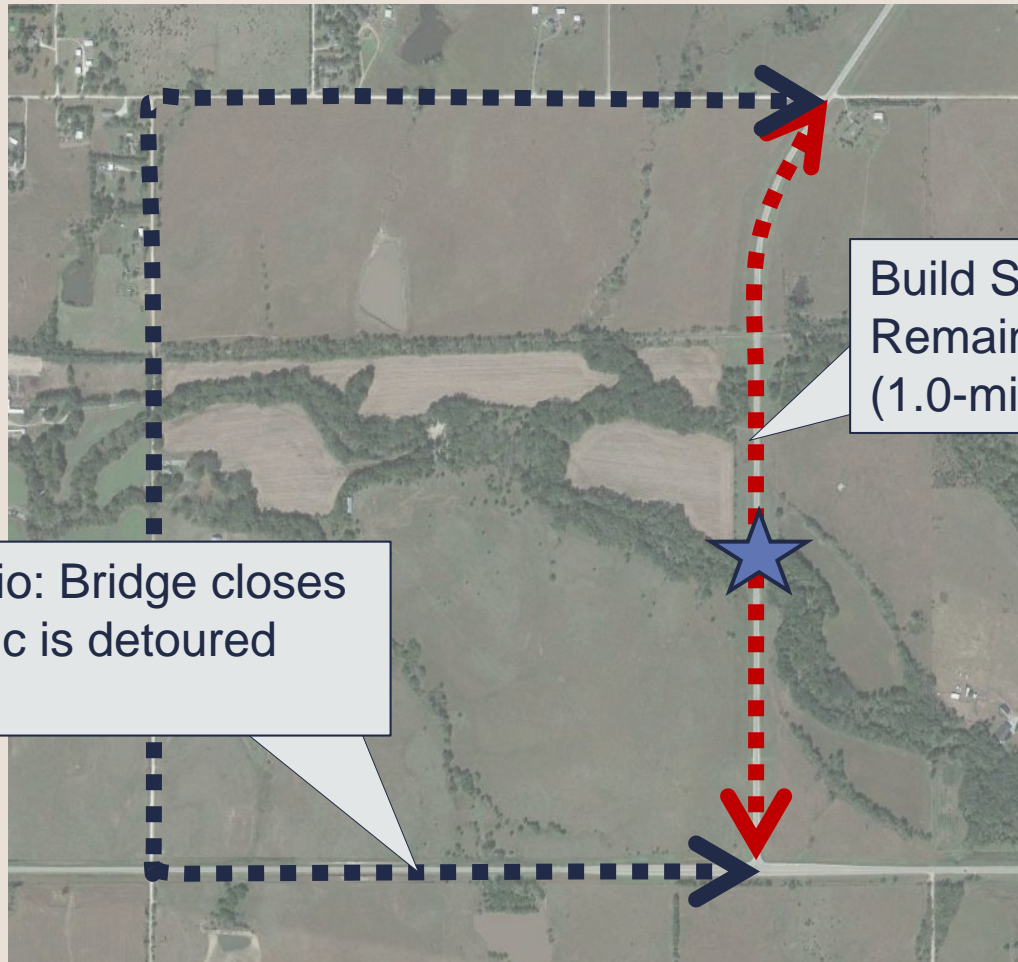 Build S
Remain
(1.0-mi
io: Bridge closes
c is detoured